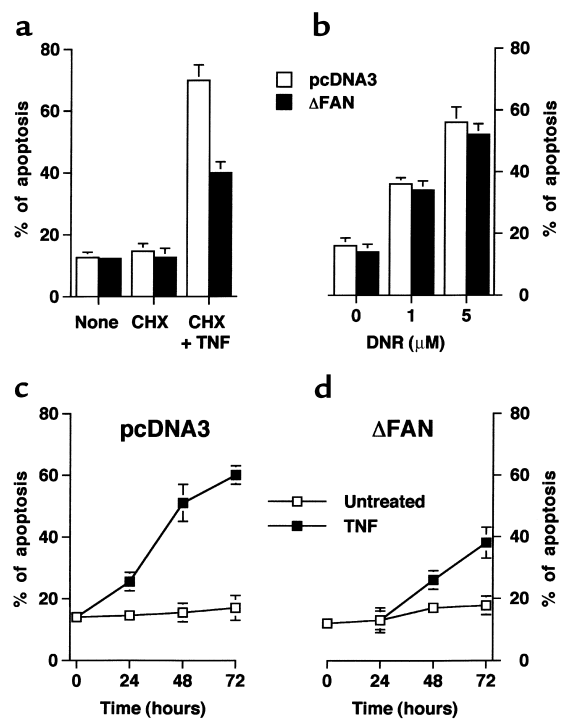 a
b
80
60
40
20
0
% of apoptosis
None
CHX
CHX
+ TNF
pcDNA3
ΔFAN
80
60
40
20
0
% of apoptosis
0
1
5
DNR (μM)
c
d
80
60
40
20
0
% of apoptosis
pcDNA3
0
24
48
72
Time (hours)
Untreated
TNF
ΔFAN
80
60
40
20
0
% of apoptosis
0
24
48
72
Time (hours)